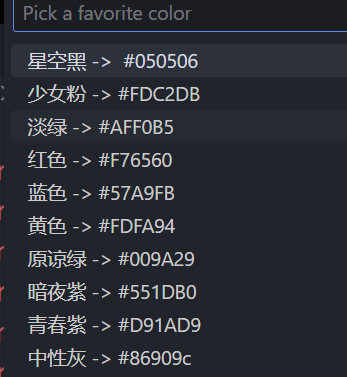 Pick a favorite color
星空黑 ->  #050506
少女粉 -> #FDC2DB
淡绿 -> #AFF0B5
红色 -> #F76560
蓝色 -> #57A9FB
黄色 -> #FDFA94
原谅绿 -> #009A29
暗夜紫 -> #551DB0
青春紫 -> #D91AD9
中性灰 -> #86909c